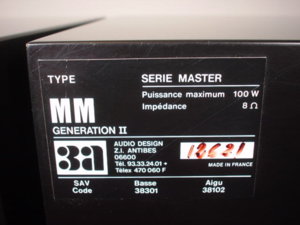 TYPE SERIE MASTER
MM Puissance maximum 100 W
Impédance 8 Ω
GENERATION II
3a AUDIO DESIGN
Z.I. ANTIBES
06600
Tél. 93.33.24.01 +
Télex 470 060 F
MADE IN FRANCE
SAV Basse Aigu
Code 38301 38102